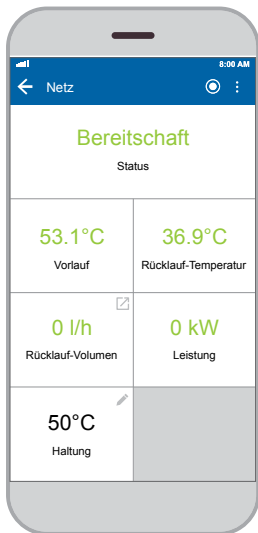 8:00 AM
Netz
Bereitschaft
Status
53.1°C
Vorlauf
36.9°C
Rücklauf-Temperatur
0 l/h
Rücklauf-Volumen
0 kW
Leistung
50°C
Haltung